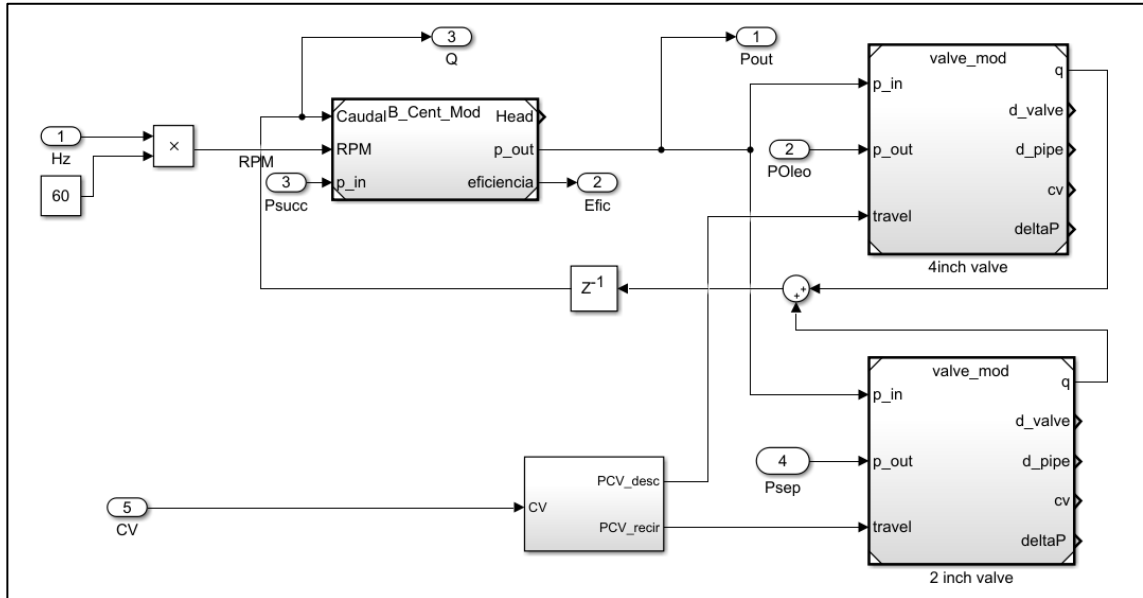 3
Q
1
Pout
valve_mod
p_in
q
d_valve
p_out
d_pipe
travel
cv
deltaP
4inch valve
2
POleo
Caudal
B_Cent_Mod
Head
RPM
p_out
p_in
eficiencia
1
Hz
×
60
RPM
3
Psucc
2
Efic
Z-1
+
+
valve_mod
p_in
q
d_valve
p_out
d_pipe
travel
cv
deltaP
2 inch valve
4
Psep
5
CV
CV
PCV_desc
PCV_recir